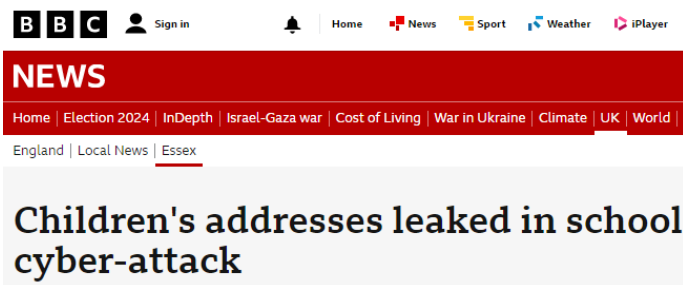 BBC Sign in Home News Sport Weather iPlayer
NEWS
Home | Election 2024 | InDepth | Israel-Gaza war | Cost of Living | War in Ukraine | Climate | UK | World |
England | Local News | Essex
Children's addresses leaked in school
cyber-attack